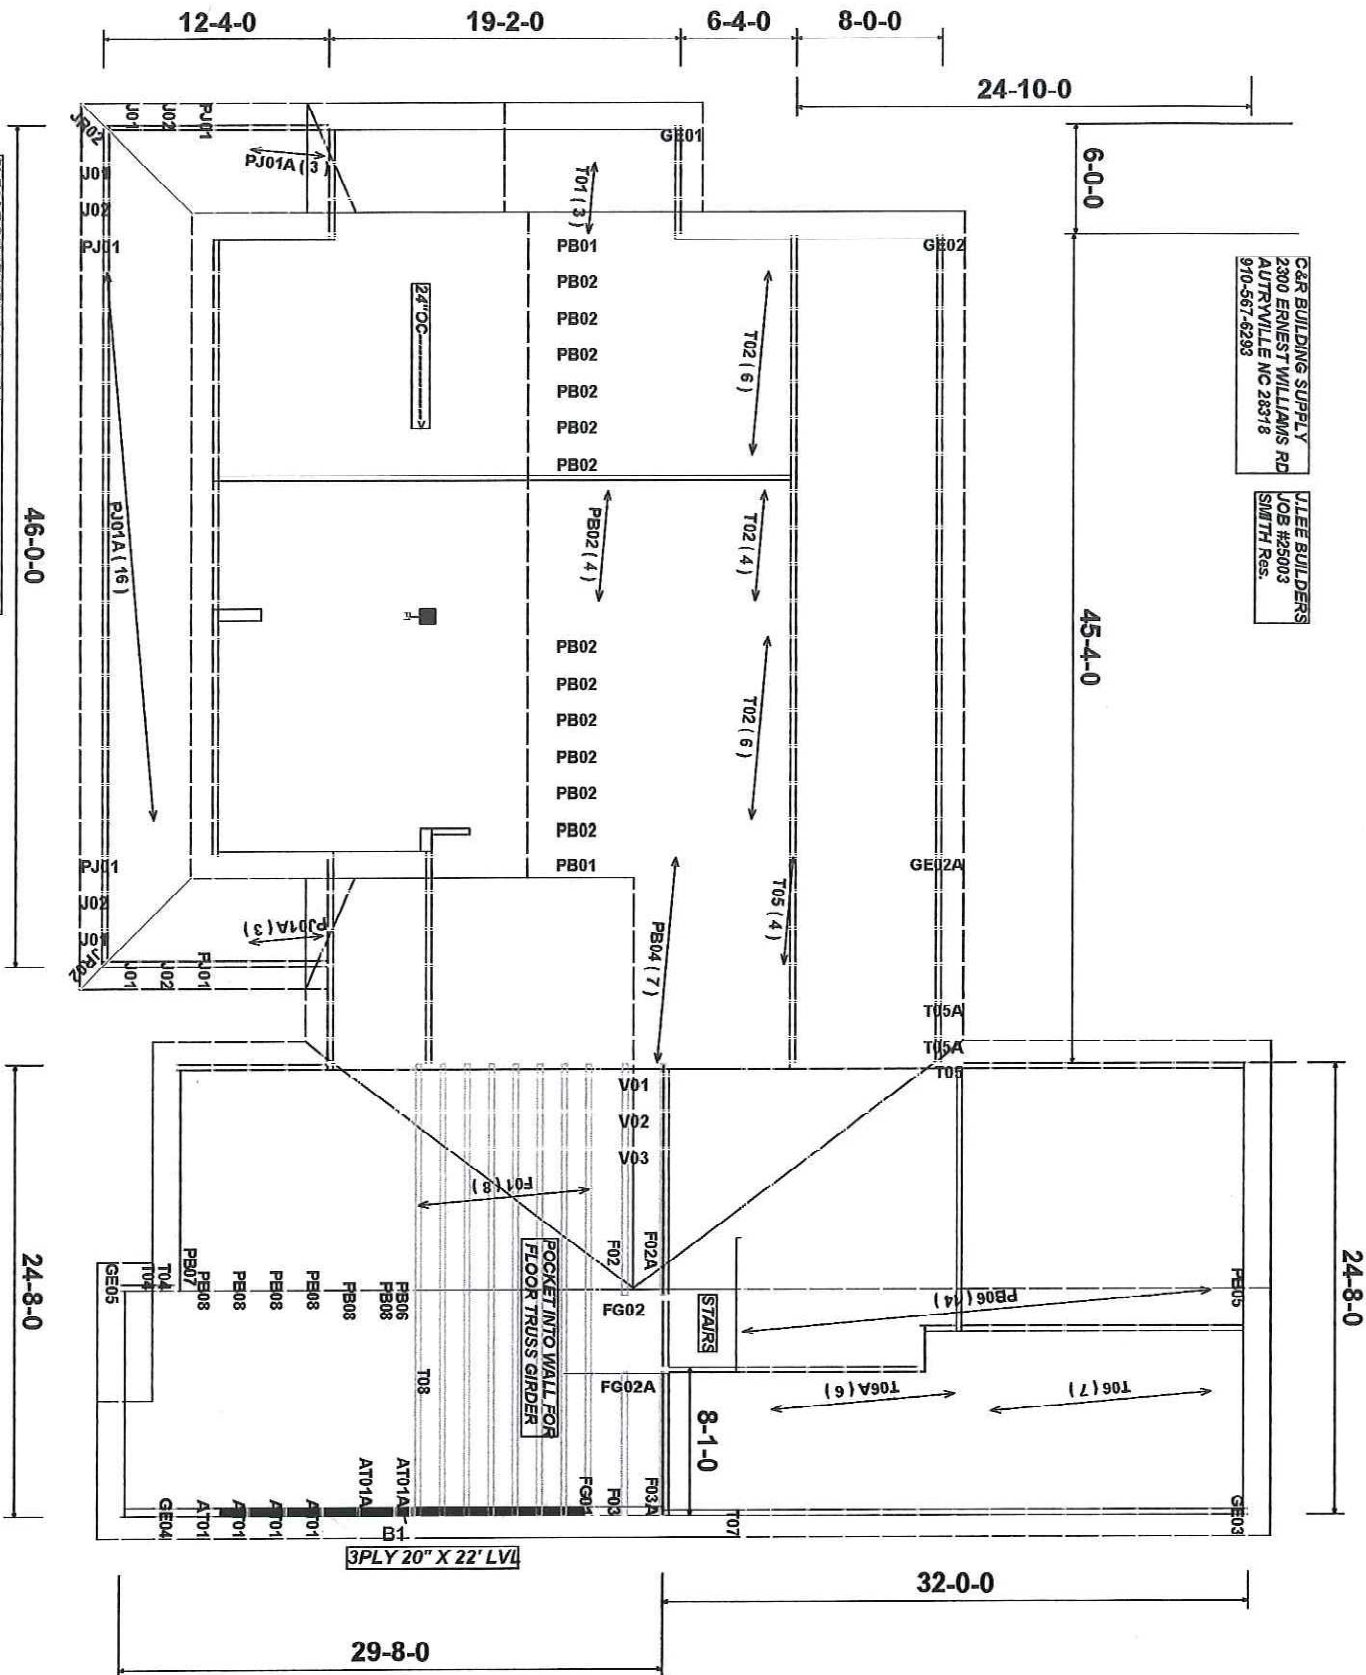 12-4-0
19-2-0
6-4-0
8-0-0
24-10-0
6-0-0
C&R BUILDING SUPPLY
2300 ERNEST WILLIAMS RD
AUTRYVILLE NC 28318
910-567-6293
J.LEE BUILDERS
JOB #25003
SMITH Res.
45-4-0
J01
J02
PJ01
JR02
PJ01A ( 3 )
J01
J02
PJ01
T01 ( 3 )
GE01
GE02
PB01
PB02
PB02
PB02
PB02
PB02
PB02
24"OC------------>
T02 ( 6 )
PB02 ( 4 )
T02 ( 4 )
T02 ( 6 )
PJ01A ( 16 )
46-0-0
PB02
PB02
PB02
PB02
PB02
PB02
PB01
PJ01
J02
J01
JR02
J01
J02
PJ01
PJ01A ( 3 )
GE02A
T05 ( 4 )
PB04 ( 7 )
T05A
T05A
T05
V01
V02
V03
F01 ( 8 )
F02
F02A
FG02
FG02A
POCKET INTO WALL FOR
FLOOR TRUSS GIRDER
STAIRS
PB06 (14 )
PB05
T06A ( 6 )
T06 ( 7 )
8-1-0
24-8-0
24-8-0
GE05
T04
T04
PB07
PB08
PB08
PB08
PB08
PB08
PB08
PB06
T08
GE04
AT01
AT01
AT01
AT01
AT01A
AT01A
B1
FG01
F03
F03A
T07
GE03
3PLY 20" X 22' LVL
32-0-0
29-8-0